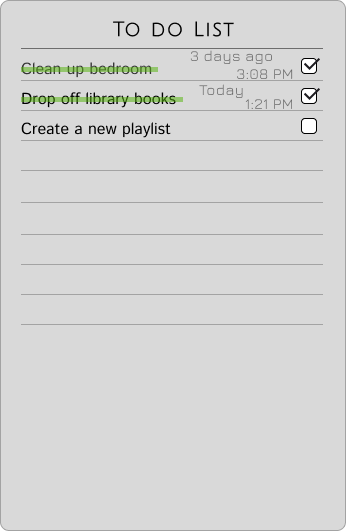 To do List
Clean up bedroom
3 days ago
3:08 PM
Drop off library books
Today
1:21 PM
Create a new playlist